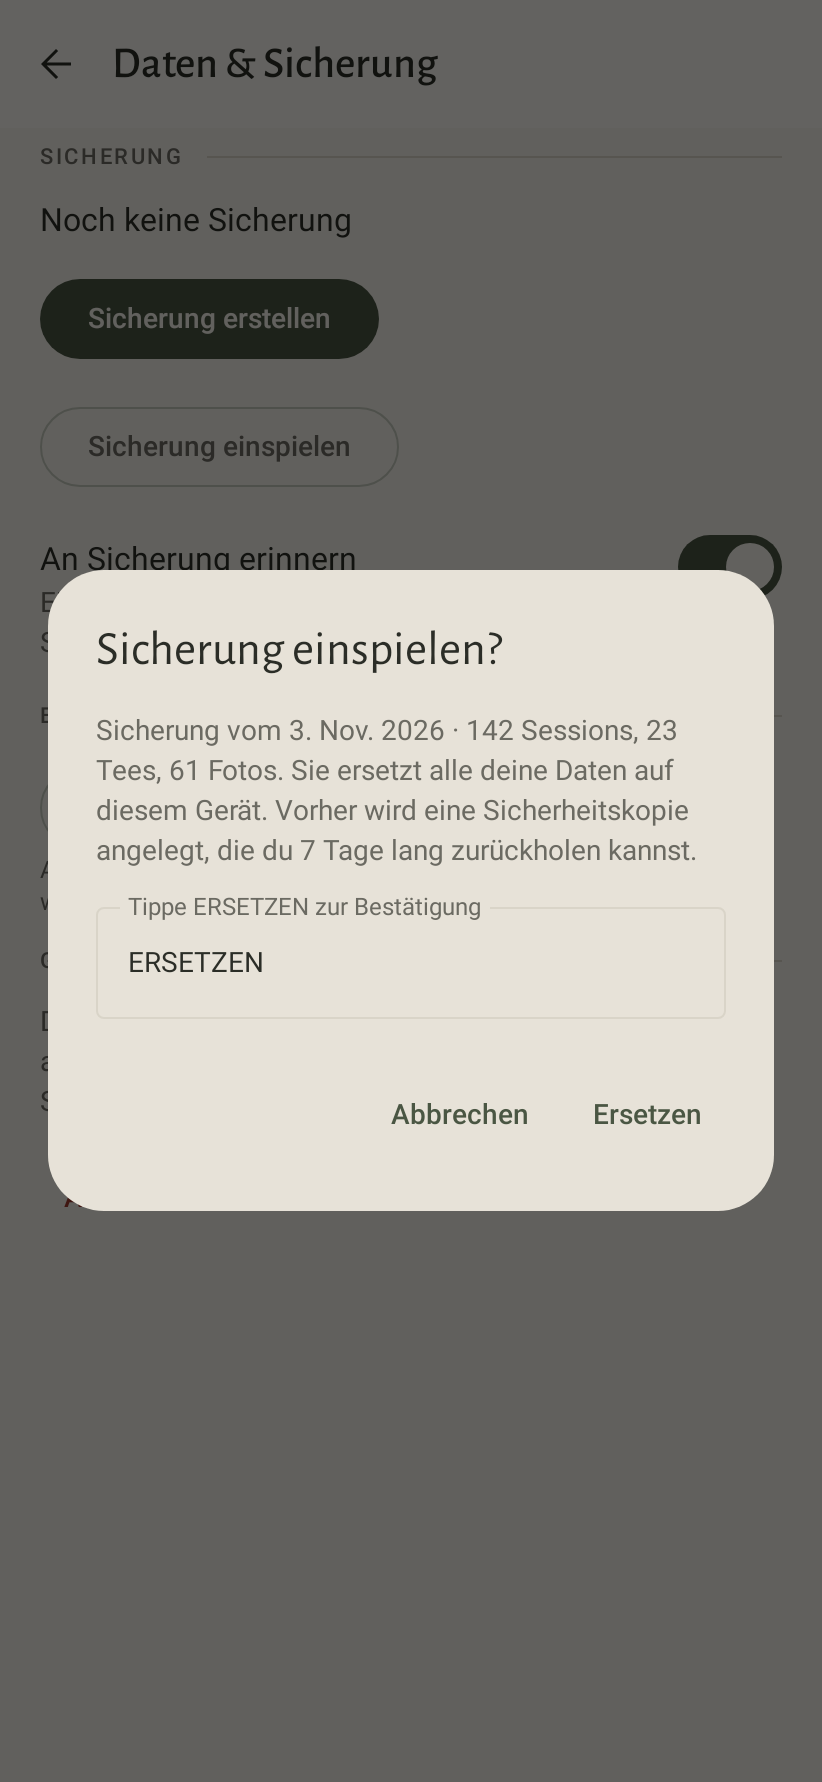 Daten & Sicherung
SICHERUNG
Noch keine Sicherung
Sicherung erstellen
Sicherung einspielen
An Sicherung erinnern
Sicherung einspielen?
Sicherung vom 3. Nov. 2026 · 142 Sessions, 23
Tees, 61 Fotos. Sie ersetzt alle deine Daten auf
diesem Gerät. Vorher wird eine Sicherheitskopie
angelegt, die du 7 Tage lang zurückholen kannst.
Tippe ERSETZEN zur Bestätigung
ERSETZEN
Abbrechen
Ersetzen